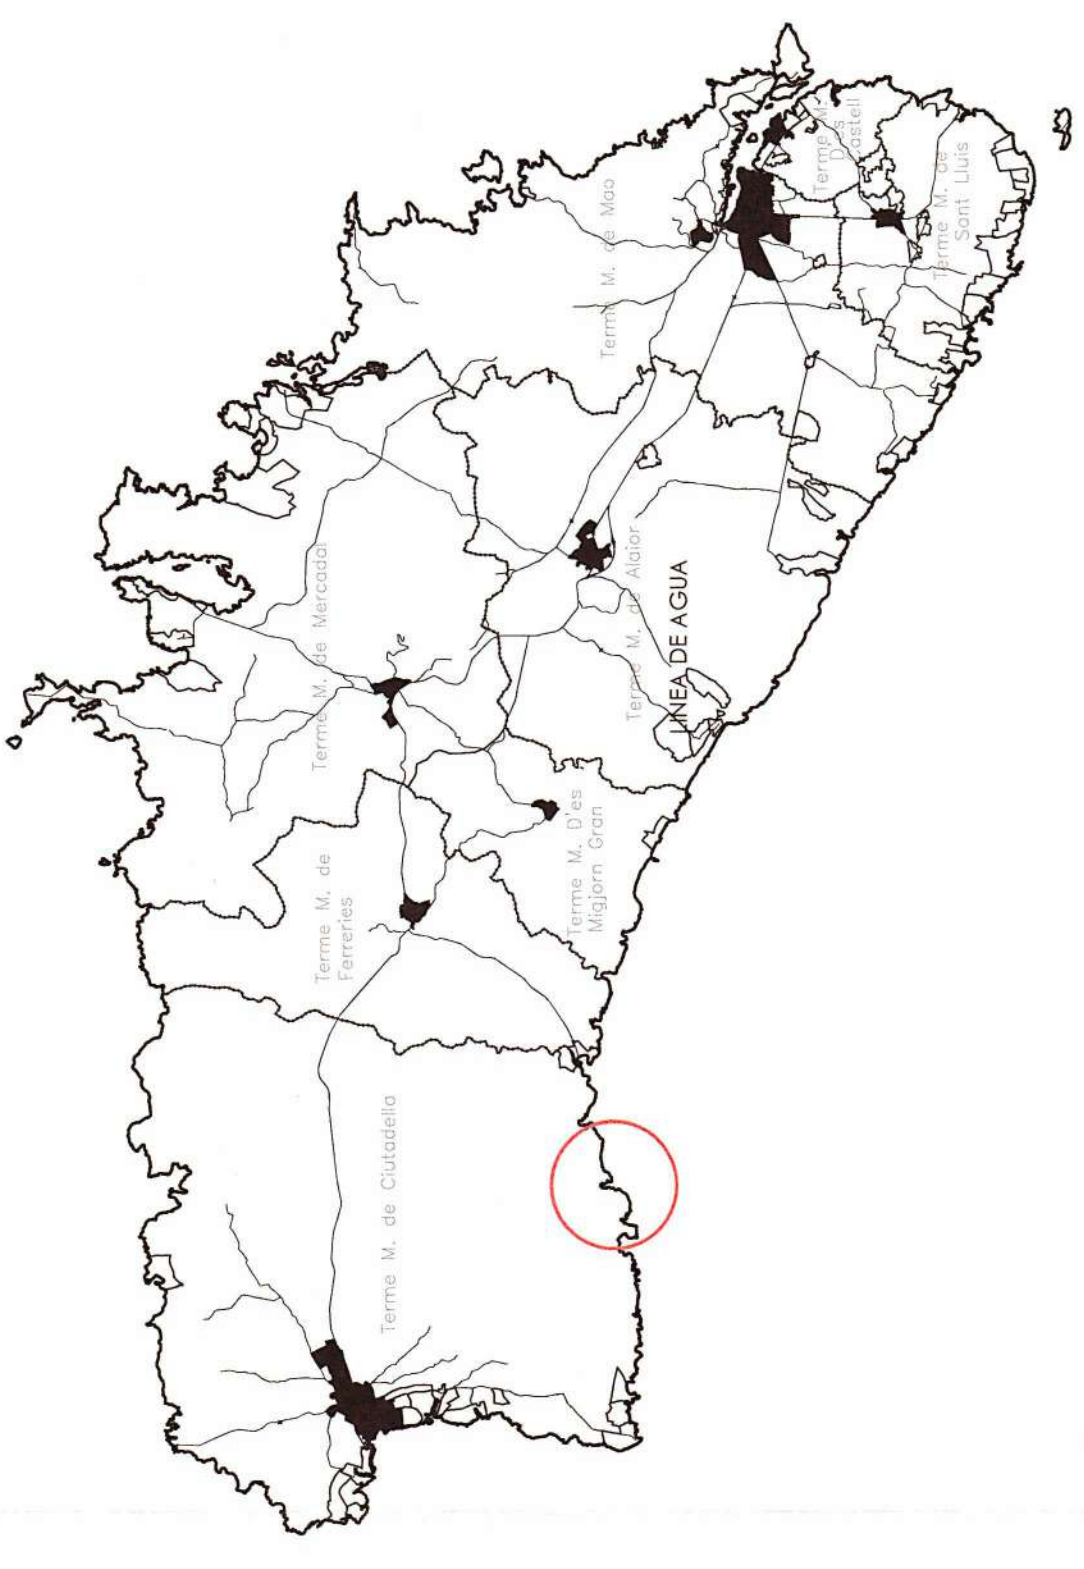 Terme M. de Ciutadella
Terme M. de
Ferreries
Terme M. de Mercadal
Terme M. D'es
Migjorn Gran
Terme M. de Alaior
LINEA DE AGUA
Terme M. de Mao
Terme M.
D'es
Castell
Terme M. de
Sant Lluis